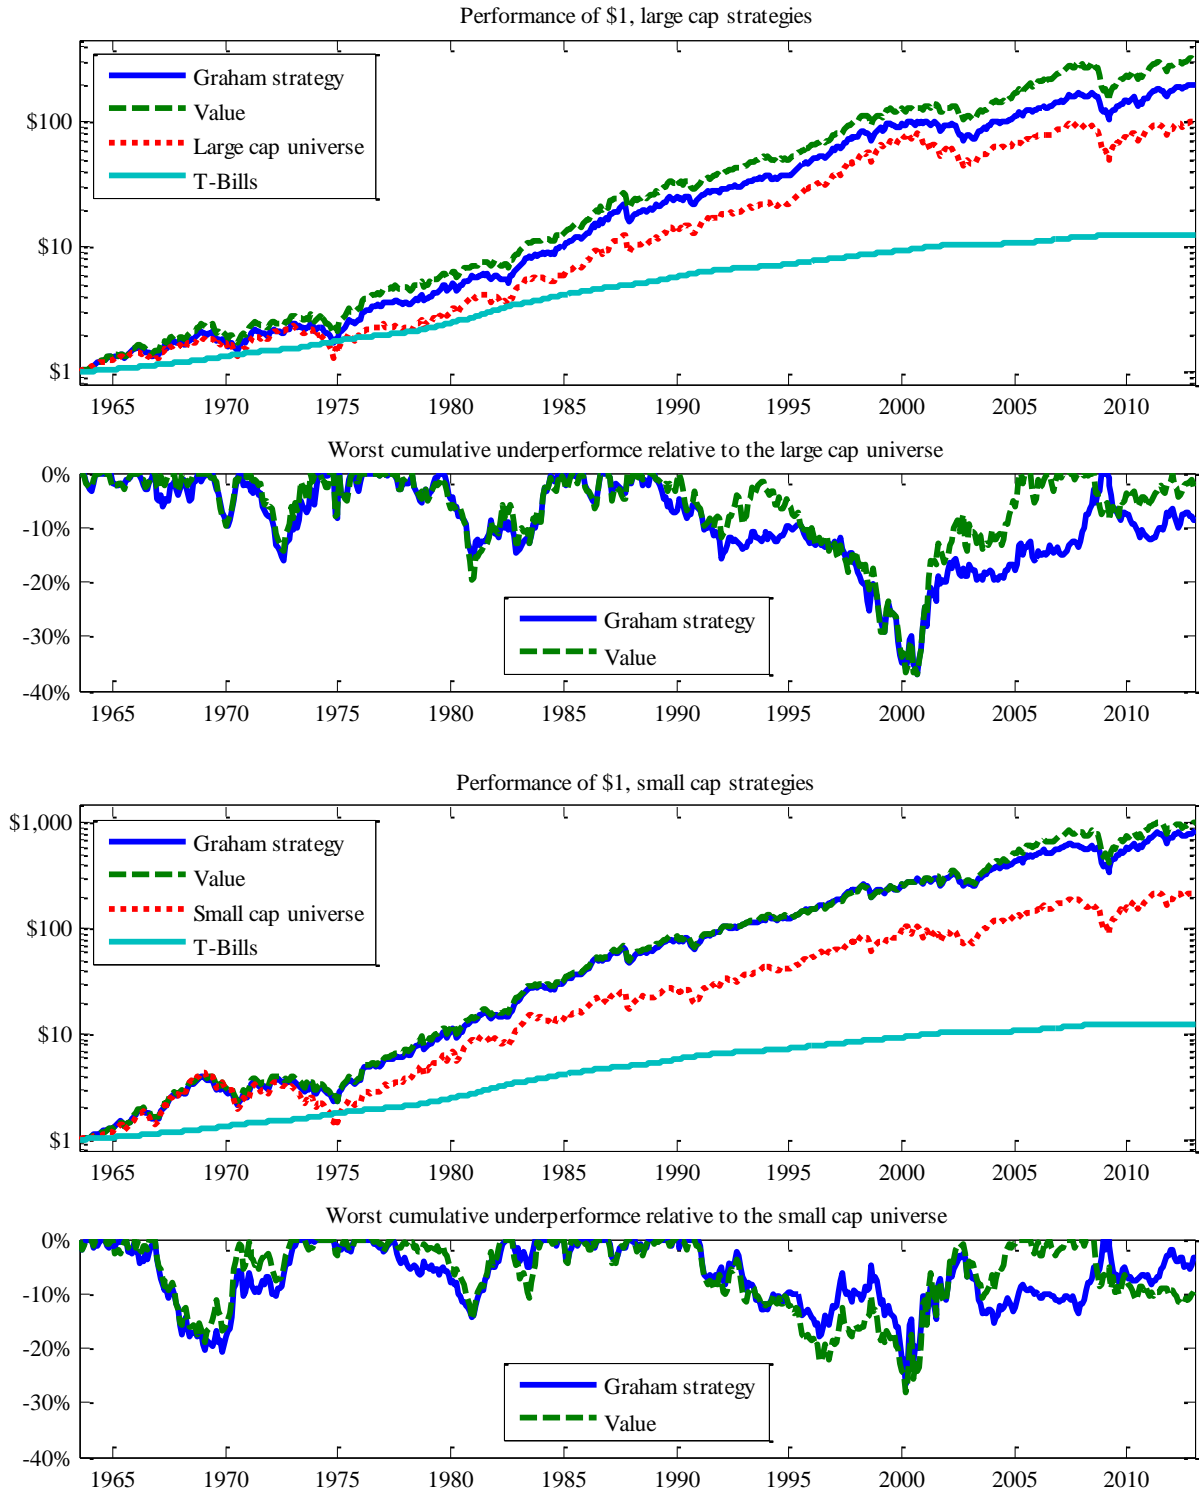 Performance of $1, large cap strategies
Graham strategy
Value
Large cap universe
T-Bills
$100
$10
$1
1965 1970 1975 1980 1985 1990 1995 2000 2005 2010
Worst cumulative underperformce relative to the large cap universe
0%
-10%
-20%
-30%
-40%
Graham strategy
Value
1965 1970 1975 1980 1985 1990 1995 2000 2005 2010
Performance of $1, small cap strategies
$1,000
Graham strategy
Value
Small cap universe
T-Bills
$100
$10
$1
1965 1970 1975 1980 1985 1990 1995 2000 2005 2010
Worst cumulative underperformce relative to the small cap universe
0%
-10%
-20%
-30%
-40%
Graham strategy
Value
1965 1970 1975 1980 1985 1990 1995 2000 2005 2010